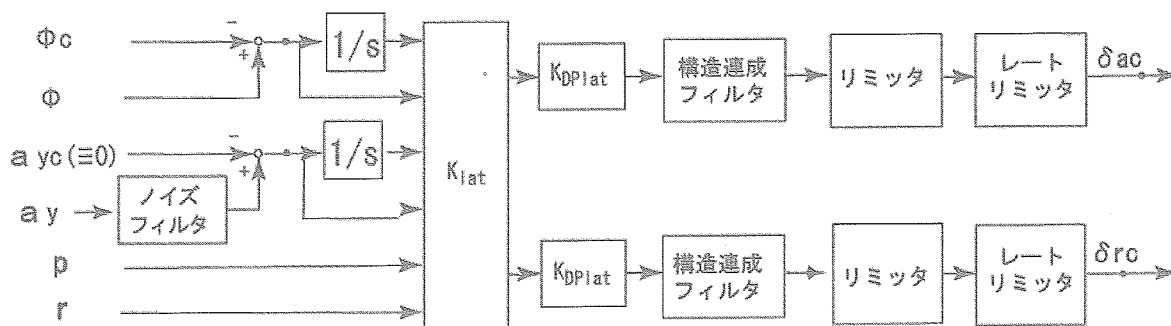 Φc
−
+
1/s
Φ
ayc(≡0)
−
+
1/s
ay
ノイズ
フィルタ
p
r
Klat
KDPlat
構造連成
フィルタ
リミッタ
レート
リミッタ
δac
KDPlat
構造連成
フィルタ
リミッタ
レート
リミッタ
δrc